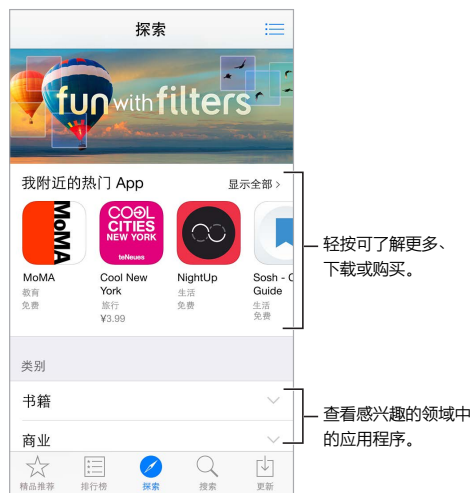 探索
fun with filters
我附近的热门 App 显示全部 >
MoMA
COOL
CITIES
NEW YORK
teNeues
MoMA
教育
免费
Cool New
York
旅行
¥3.99
NightUp
生活
免费
Sosh - C
Guide
生活
免费
轻按可了解更多、
下载或购买。
类别
书籍
商业
查看感兴趣的领域中
的应用程序。
精品推荐 排行榜 探索 搜索 更新